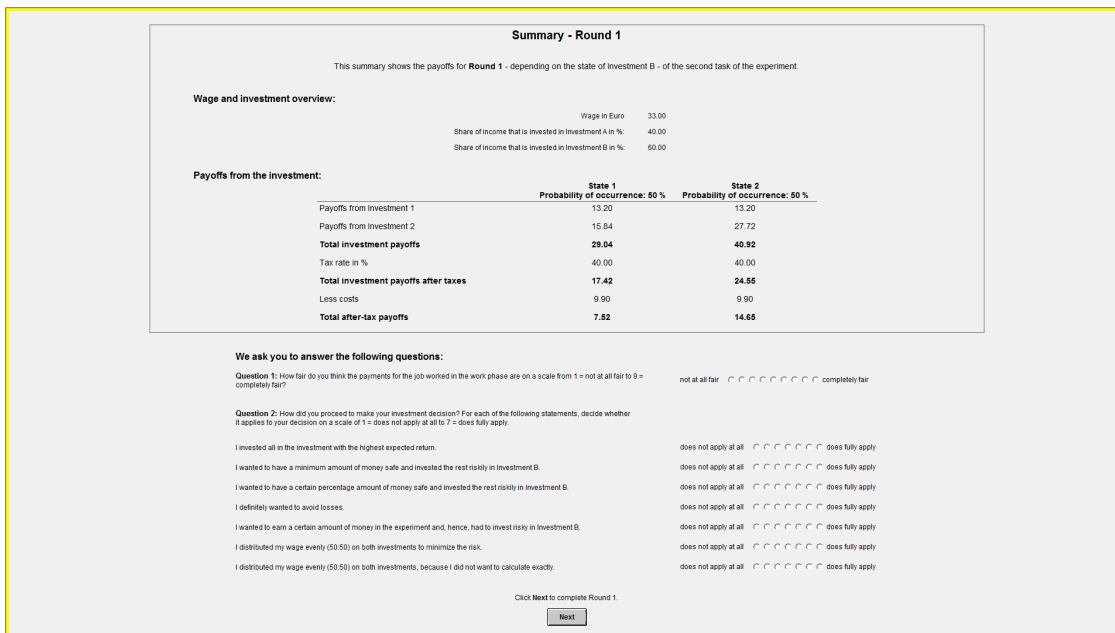 Summary - Round 1
This summary shows the payoffs for Round 1 - depending on the state of Investment B - of the second task of the experiment.
Wage and investment overview:
Wage in Euro 33.00
Share of income that is invested in Investment A in %: 40.00
Share of income that is invested in Investment B in %: 60.00
Payoffs from the investment:
State 1 State 2
Probability of occurrence: 50 % Probability of occurrence: 50 %
Payoffs from Investment 1 13.20 13.20
Payoffs from Investment 2 15.84 27.72
Total investment payoffs 29.04 40.92
Tax rate in % 40.00 40.00
Total investment payoffs after taxes 17.42 24.55
Less costs 9.90 9.90
Total after-tax payoffs 7.52 14.65
We ask you to answer the following questions:
Question 1: How fair do you think the payments for the job worked in the work phase are on a scale from 1 = not at all fair to 9 =
completely fair?
not at all fair completely fair
Question 2: How did you proceed to make your investment decision? For each of the following statements, decide whether
it applies to your decision on a scale of 1 = does not apply at all to 7 = does fully apply.
I invested all in the investment with the highest expected return. does not apply at all does fully apply
I wanted to have a minimum amount of money safe and invested the rest riskily in Investment B. does not apply at all does fully apply
I wanted to have a certain percentage amount of money safe and invested the rest riskily in Investment B. does not apply at all does fully apply
I definitely wanted to avoid losses. does not apply at all does fully apply
I wanted to earn a certain amount of money in the experiment and, hence, had to invest risky in Investment B. does not apply at all does fully apply
I distributed my wage evenly (50:50) on both investments to minimize the risk. does not apply at all does fully apply
I distributed my wage evenly (50:50) on both investments, because I did not want to calculate exactly. does not apply at all does fully apply
Click Next to complete Round 1.
Next